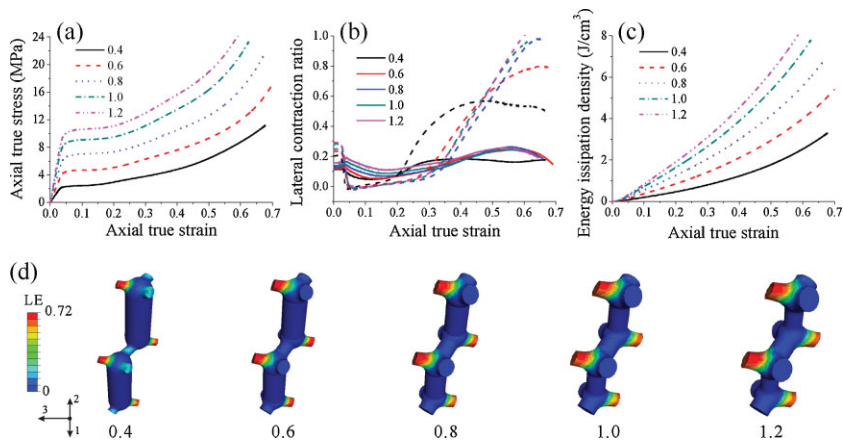 (a)
Axial true stress (MPa)
24
20
16
12
8
4
0
0.4
0.6
0.8
1.0
1.2
0.0 0.1 0.2 0.3 0.4 0.5 0.6 0.7
Axial true strain
(b)
Lateral contraction ratio
1.0
0.8
0.6
0.4
0.2
0.0
0.4
0.6
0.8
1.0
1.2
0.0 0.1 0.2 0.3 0.4 0.5 0.6 0.7
Axial true strain
(c)
Energy issipation density (J/cm³)
8
6
4
2
0
0.4
0.6
0.8
1.0
1.2
0.0 0.1 0.2 0.3 0.4 0.5 0.6 0.7
Axial true strain
(d)
LE
0.72
0
3 2
1
0.4 0.6 0.8 1.0 1.2